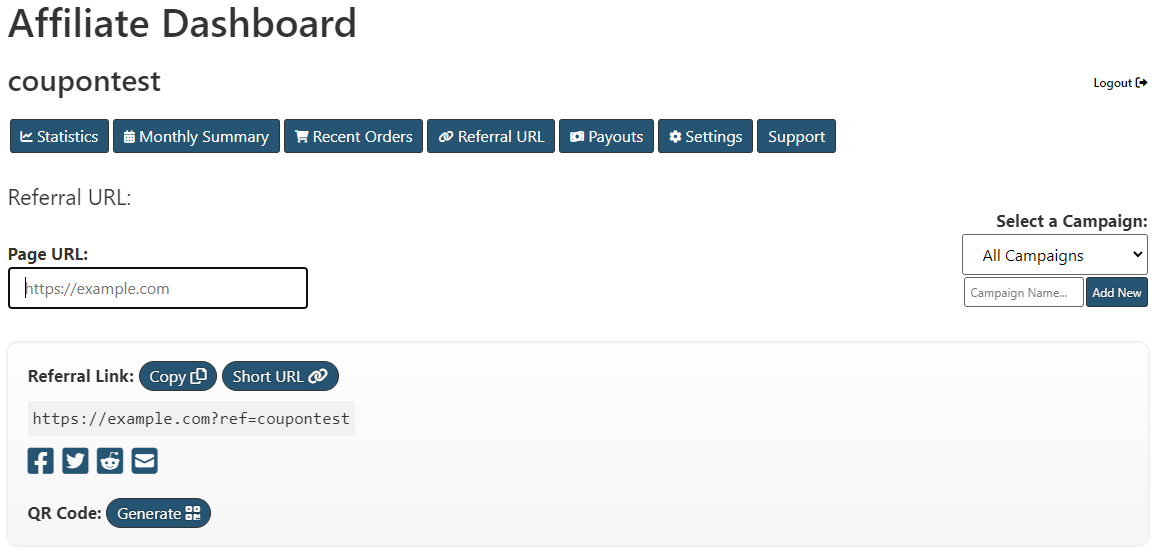 Affiliate Dashboard
coupontest
Logout
Statistics Monthly Summary Recent Orders Referral URL Payouts Settings Support
Referral URL:
Select a Campaign:
Page URL:
All Campaigns
https://example.com
Campaign Name... Add New
Referral Link: Copy Short URL
https://example.com?ref=coupontest
QR Code: Generate